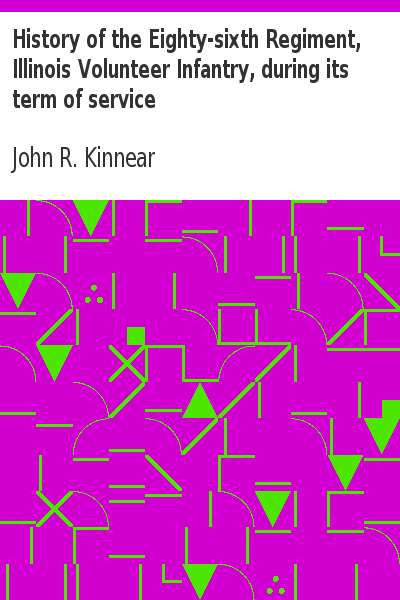 History of the Eighty-sixth Regiment,
Illinois Volunteer Infantry, during its
term of service
John R. Kinnear